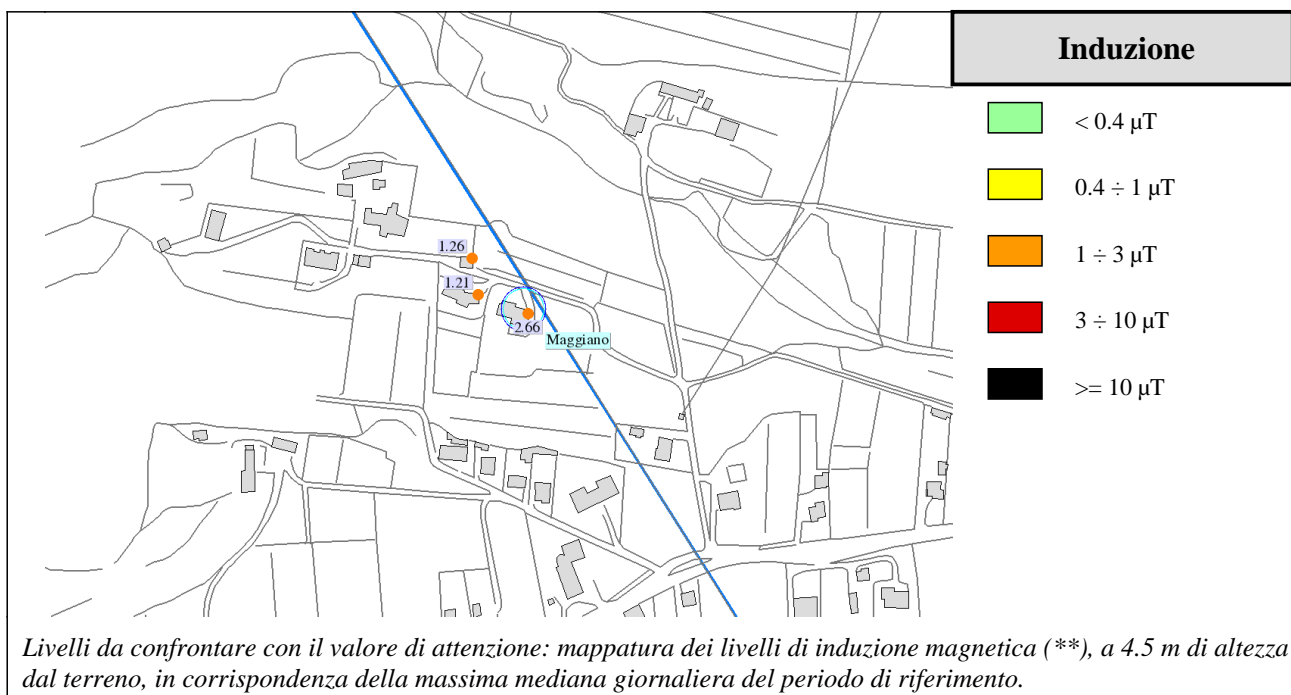 Induzione
< 0.4 µT
0.4 ÷ 1 µT
1 ÷ 3 µT
3 ÷ 10 µT
>= 10 µT
1.26
1.21
2.66
Maggiano
Livelli da confrontare con il valore di attenzione: mappatura dei livelli di induzione magnetica (**), a 4.5 m di altezza
dal terreno, in corrispondenza della massima mediana giornaliera del periodo di riferimento.